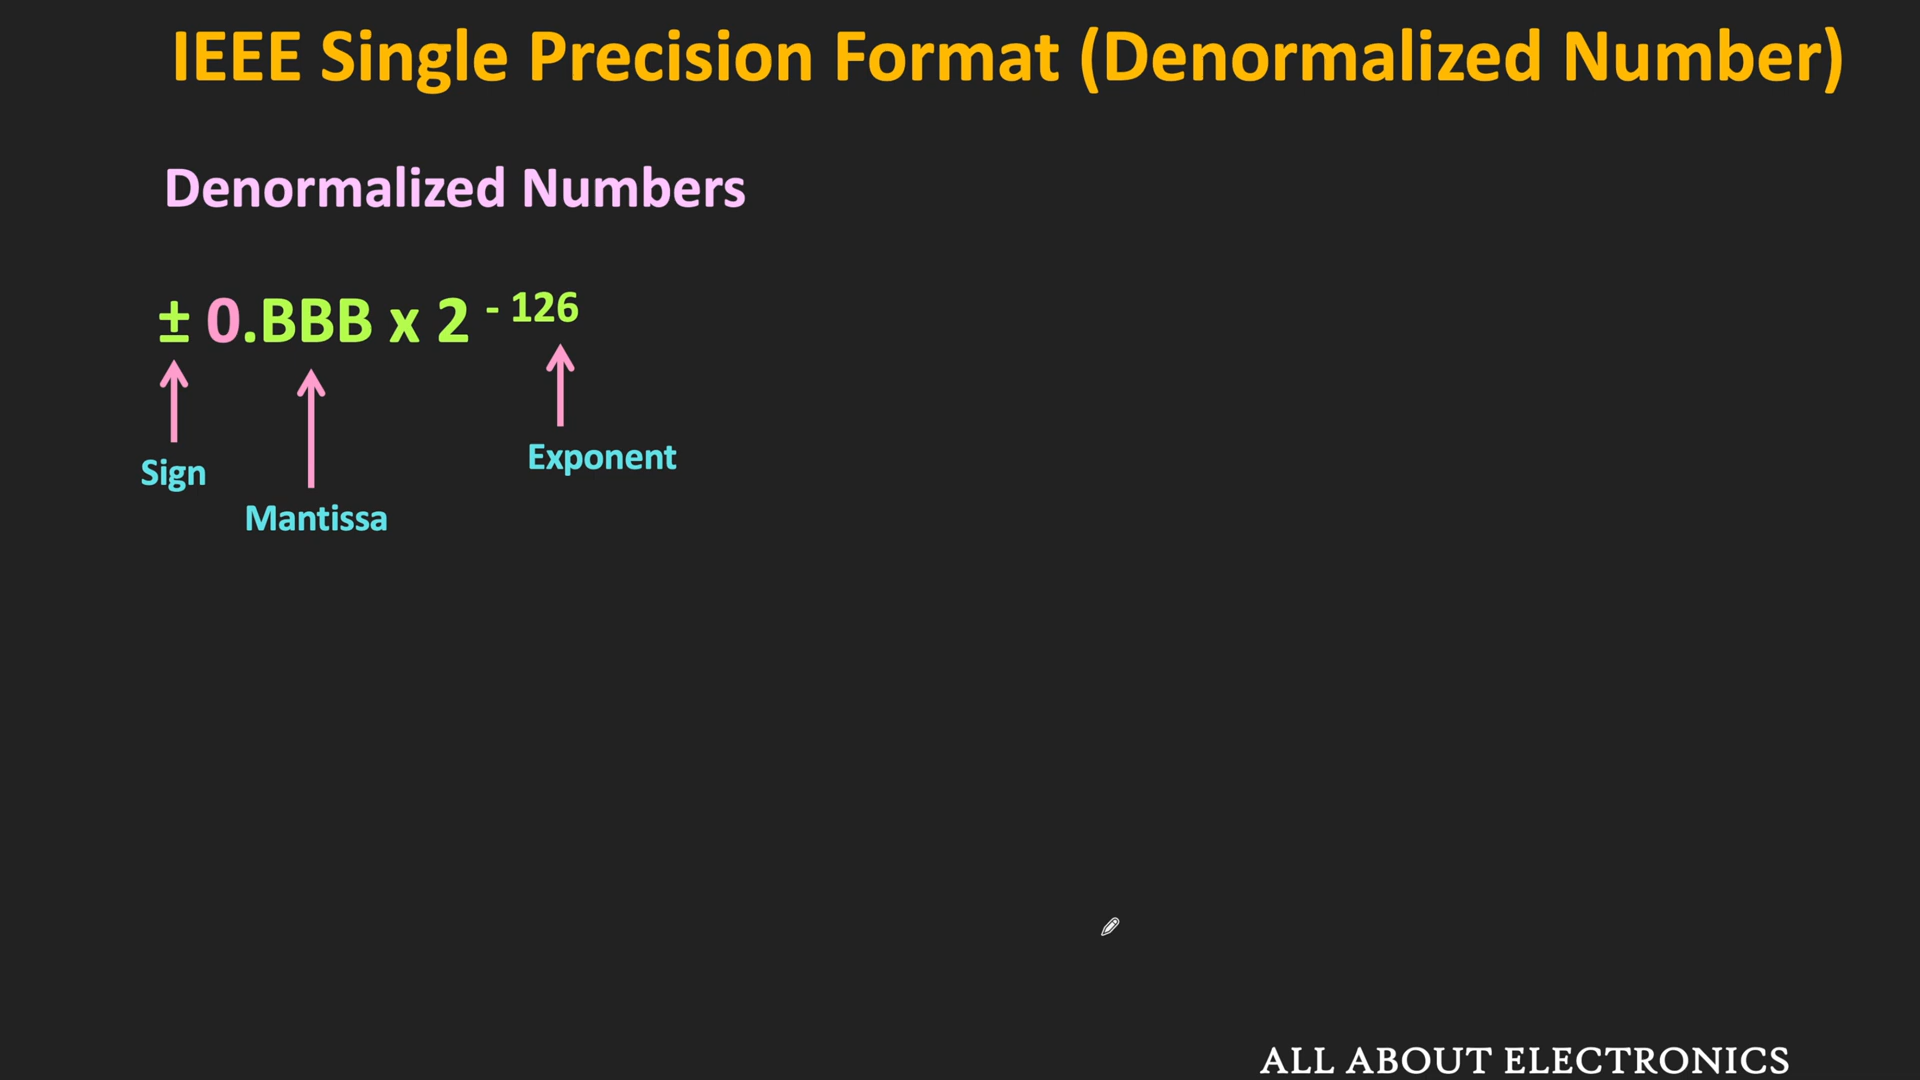 IEEE Single Precision Format (Denormalized Number)
Denormalized Numbers
± 0.BBB x 2 - 126
Exponent
Sign
Mantissa
ALL ABOUT ELECTRONICS